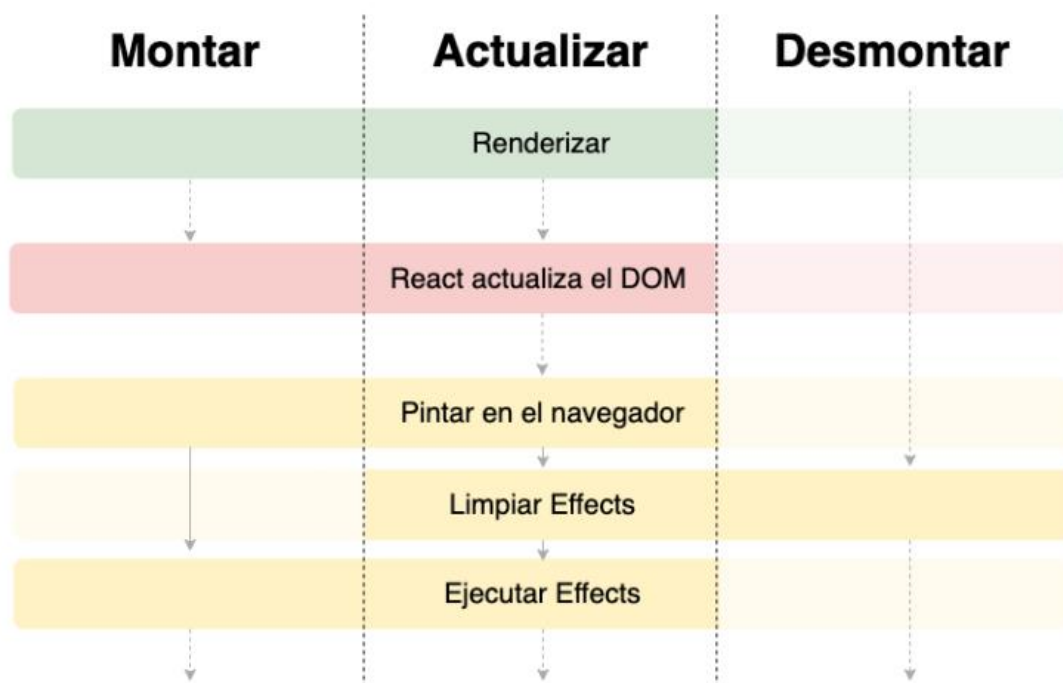 Montar
Actualizar
Desmontar
Renderizar
React actualiza el DOM
Pintar en el navegador
Limpiar Effects
Ejecutar Effects